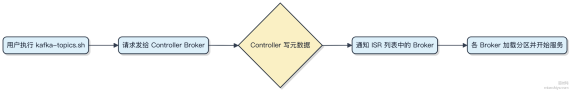 用户执行 kafka-topics.sh
请求发给 Controller Broker
Controller 写元数据
通知 ISR 列表中的 Broker
各 Broker 加载分区并开始服务